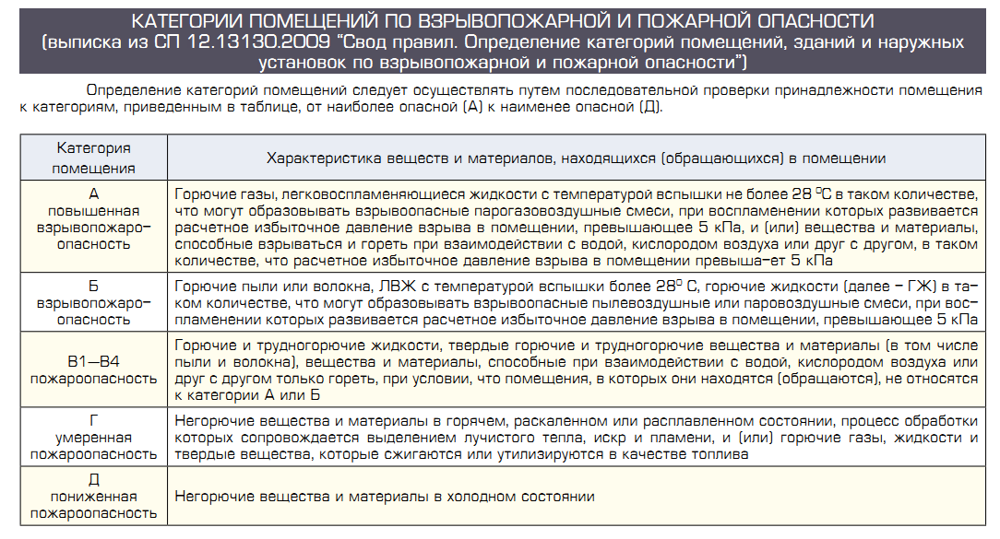 КАТЕГОРИИ ПОМЕЩЕНИЙ ПО ВЗРЫВОПОЖАРНОЙ И ПОЖАРНОЙ ОПАСНОСТИ
(выписка из СП 12.13130.2009 “Свод правил. Определение категорий помещений, зданий и наружных
установок по взрывопожарной и пожарной опасности”)
Определение категорий помещений следует осуществлять путем последовательной проверки принадлежности помещения
к категориям, приведенным в таблице, от наиболее опасной (А) к наименее опасной (Д).
Категория
помещения
Характеристика веществ и материалов, находящихся (обращающихся) в помещении
А
повышенная
взрывопожаро–
опасность
Горючие газы, легковоспламеняющиеся жидкости с температурой вспышки не более 28 ⁰С в таком количестве,
что могут образовывать взрывоопасные парогазовоздушные смеси, при воспламенении которых развивается
расчетное избыточное давление взрыва в помещении, превышающее 5 кПа, и (или) вещества и материалы,
способные взрываться и гореть при взаимодействии с водой, кислородом воздуха или друг с другом, в таком
количестве, что расчетное избыточное давление взрыва в помещении превыша–ет 5 кПа
Б
взрывопожаро–
опасность
Горючие пыли или волокна, ЛВЖ с температурой вспышки более 28⁰ С, горючие жидкости (далее – ГЖ) в та–
ком количестве, что могут образовывать взрывоопасные пылевоздушные или паровоздушные смеси, при вос–
пламенении которых развивается расчетное избыточное давление взрыва в помещении, превышающее 5 кПа
В1—В4
пожароопасность
Горючие и трудногорючие жидкости, твердые горючие и трудногорючие вещества и материалы (в том числе
пыли и волокна), вещества и материалы, способные при взаимодействии с водой, кислородом воздуха или
друг с другом только гореть, при условии, что помещения, в которых они находятся (обращаются), не относятся
к категории А или Б
Г
умеренная
пожароопасность
Негорючие вещества и материалы в горячем, раскаленном или расплавленном состоянии, процесс обработки
которых сопровождается выделением лучистого тепла, искр и пламени, и (или) горючие газы, жидкости и
твердые вещества, которые сжигаются или утилизируются в качестве топлива
Д
пониженная
пожароопасность
Негорючие вещества и материалы в холодном состоянии